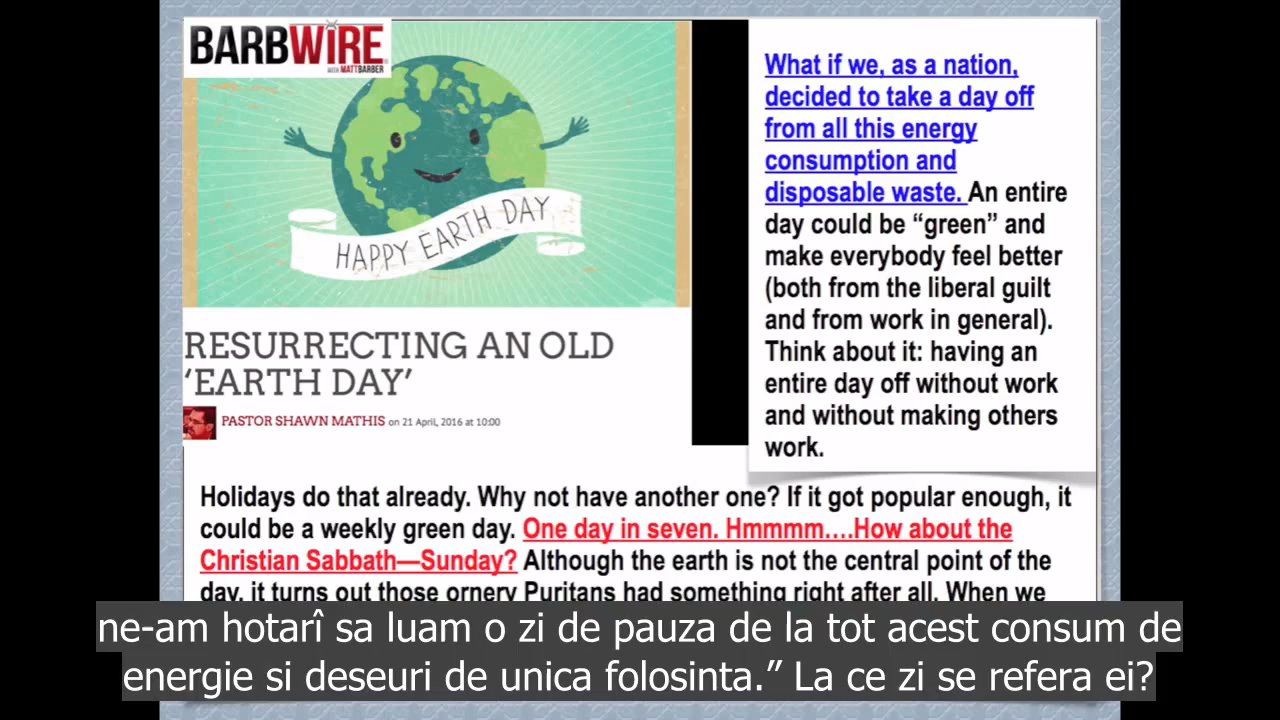 BARBWIRE
WITH MATTBARBER
HAPPY EARTH DAY
RESURRECTING AN OLD
‘EARTH DAY’
PASTOR SHAWN MATHIS on 21 April, 2016 at 10:00
What if we, as a nation,
decided to take a day off
from all this energy
consumption and
disposable waste. An entire
day could be “green” and
make everybody feel better
(both from the liberal guilt
and from work in general).
Think about it: having an
entire day off without work
and without making others
work.
Holidays do that already. Why not have another one? If it got popular enough, it
could be a weekly green day. One day in seven. Hmmmm….How about the
Christian Sabbath—Sunday? Although the earth is not the central point of the
day, it turns out those ornery Puritans had something right after all. When we
ne-am hotarî sa luam o zi de pauza de la tot acest consum de
energie si deseuri de unica folosinta.” La ce zi se refera ei?